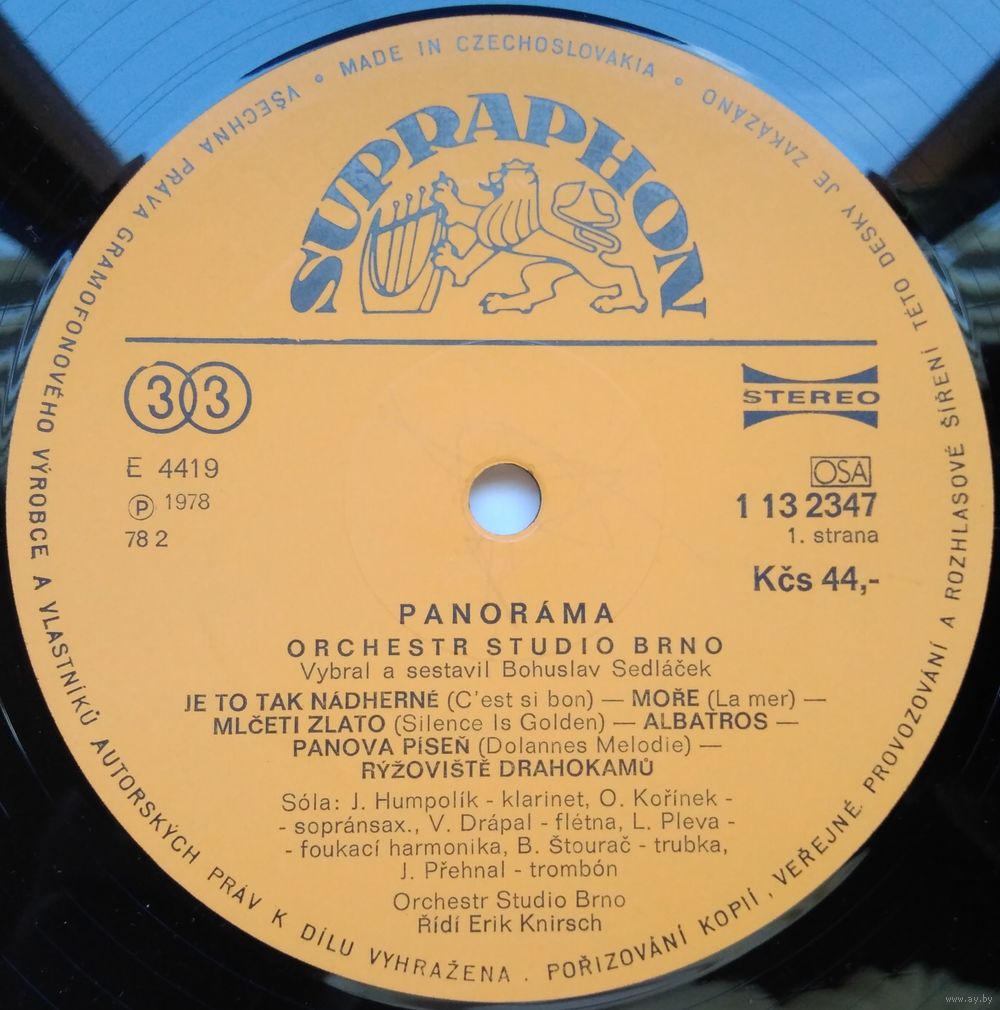 MADE IN CZECHOSLOVAKIA • VŠECHNA PRÁVA GRAMOFONOVÉHO VÝROBCE A VLASTNÍKŮ AUTORSKÝCH PRÁV K DÍLU VYHRAŽENA . POŘIZOVÁNÍ KOPIÍ, VEŘEJNÉ PROVOZOVÁNÍ A ROZHLASOVÉ ŠÍŘENÍ TÉTO DESKY JE ZAKÁZÁNO •
SUPRAPHON
33
STEREO
E 4419
Ⓟ 1978
78 2
OSA
1 13 2347
1. strana
Kčs 44,-
PANORÁMA
ORCHESTR STUDIO BRNO
Vybral a sestavil Bohuslav Sedláček
JE TO TAK NÁDHERNÉ (C'est si bon) — MOŘE (La mer) —
MLČETI ZLATO (Silence Is Golden) — ALBATROS —
PANOVA PÍSEŇ (Dolannes Melodie) —
RÝŽOVIŠTĚ DRAHOKAMŮ
Sóla: J. Humpolík - klarinet, O. Kořínek -
- sopránsax., V. Drápal - flétna, L. Pleva -
- foukací harmonika, B. Štourač - trubka,
J. Přehnal - trombón
Orchestr Studio Brno
Řídí Erik Knirsch
www.ay.by